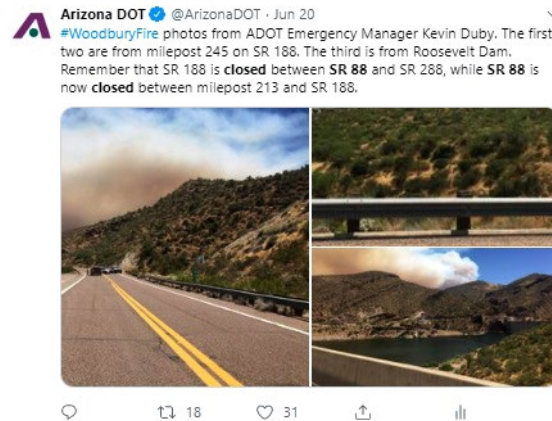 Arizona DOT @ArizonaDOT · Jun 20
#WoodburyFire photos from ADOT Emergency Manager Kevin Duby. The first
two are from milepost 245 on SR 188. The third is from Roosevelt Dam.
Remember that SR 188 is closed between SR 88 and SR 288, while SR 88 is
now closed between milepost 213 and SR 188.
18 31